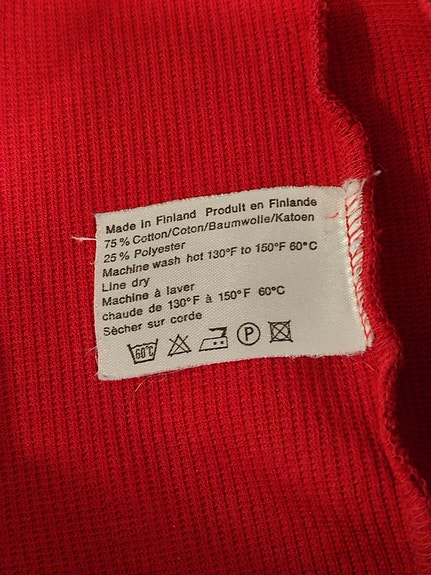 Made in Finland Produit en Finlande
75% Cotton/Coton/Baumwolle/Katoen
25% Polyester
Machine wash hot 130°F to 150°F 60°C
Line dry
Machine à laver
chaude de 130°F à 150°F 60°C
Sècher sur corde
60°C P